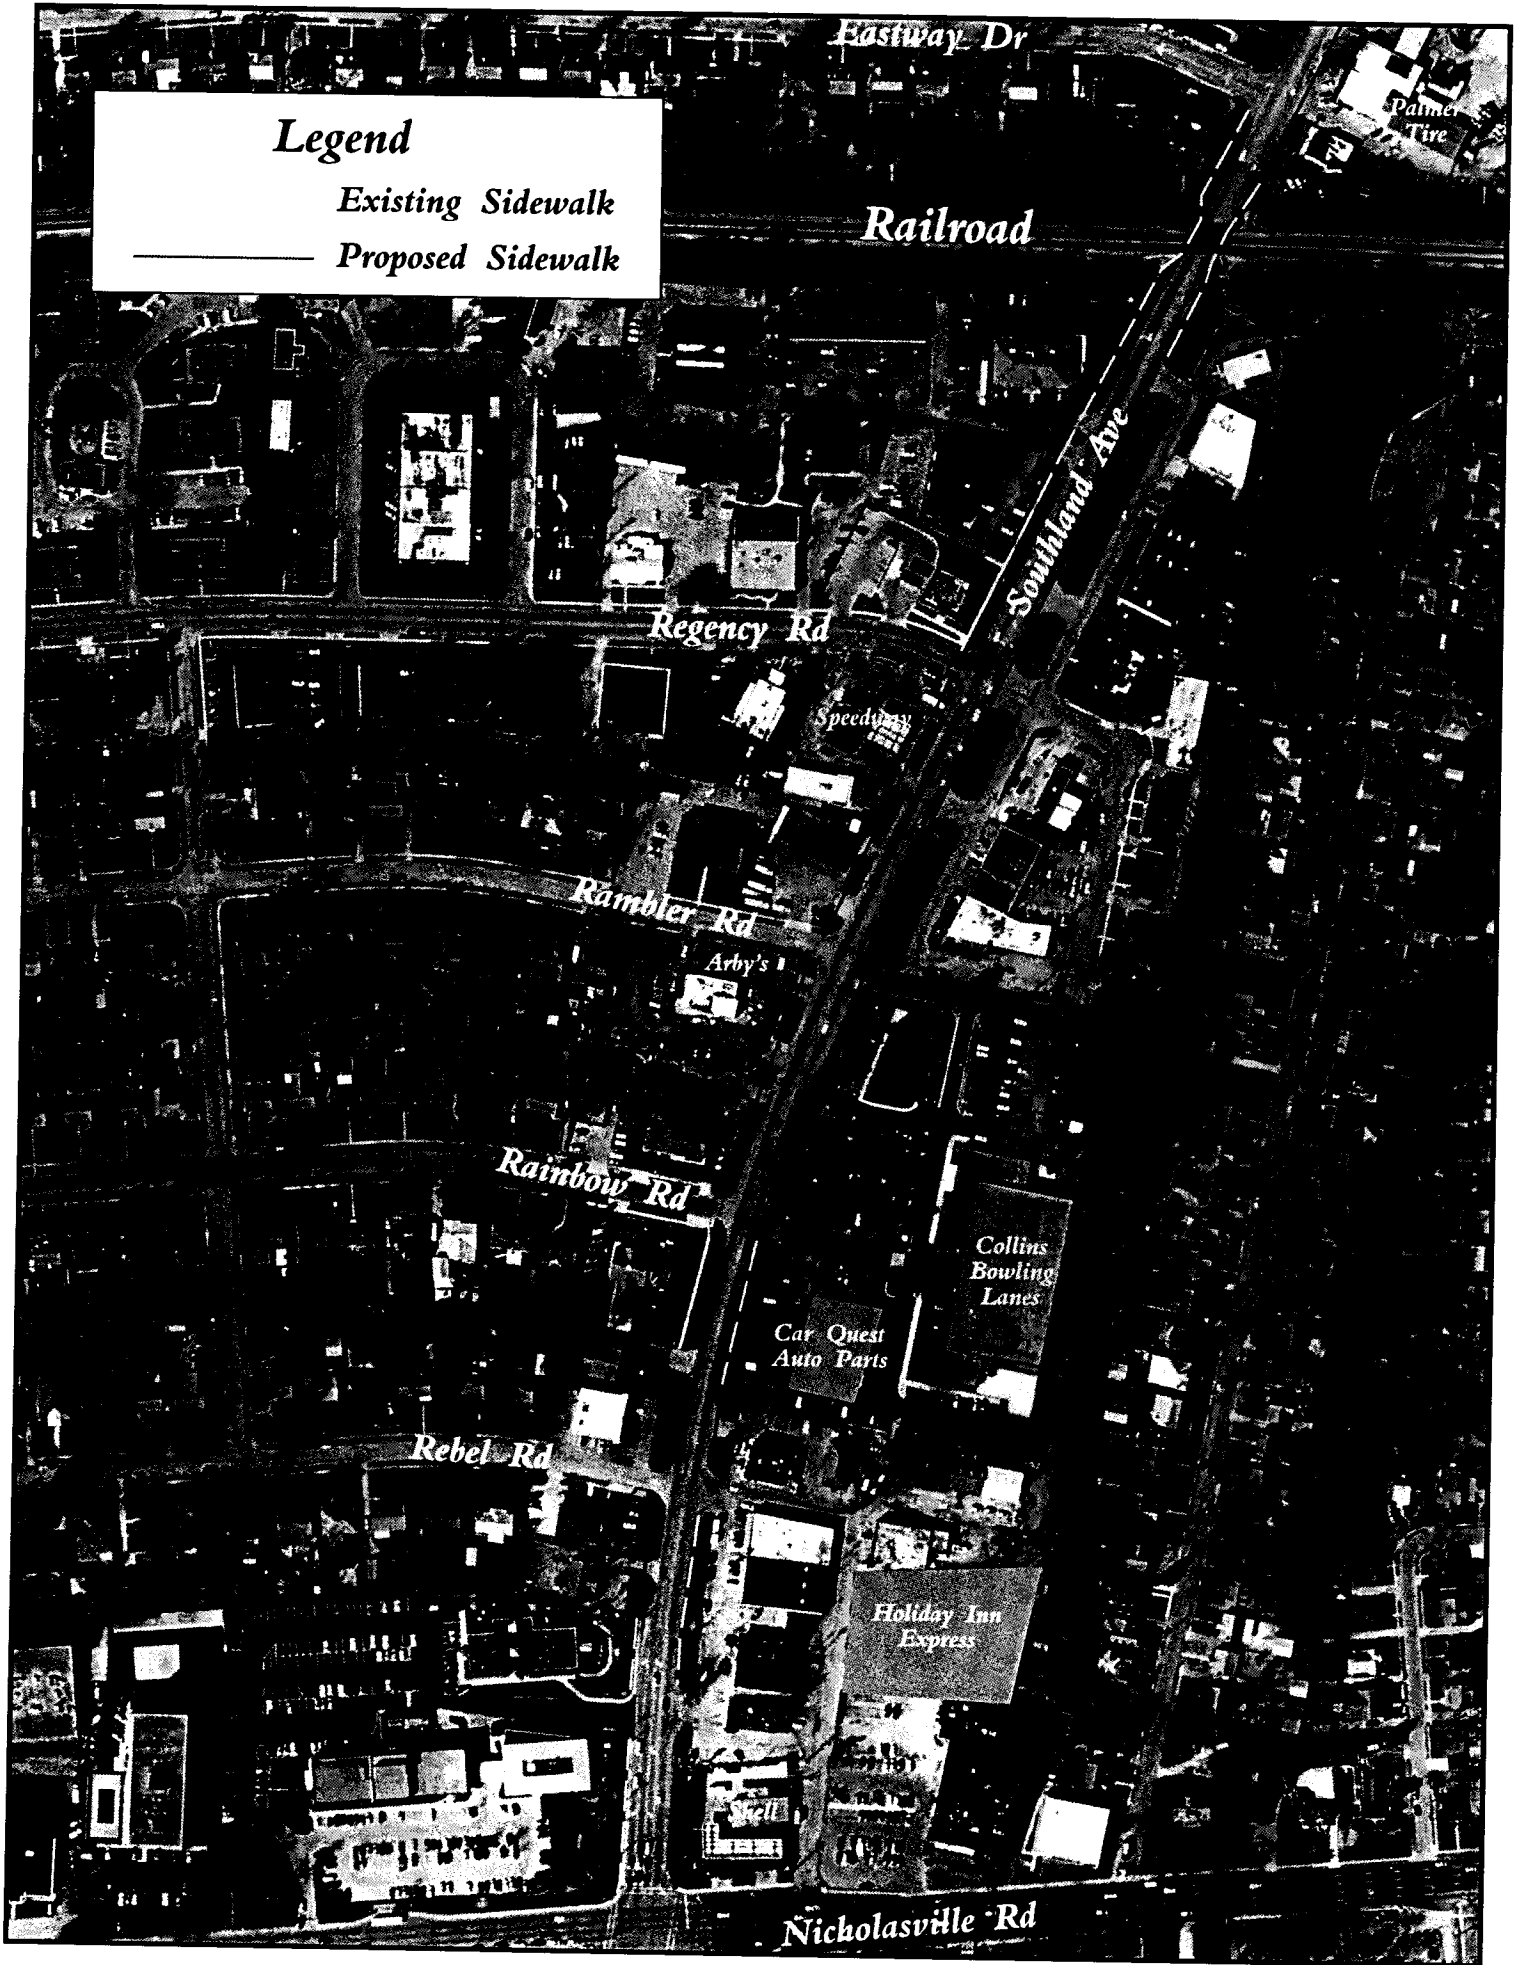 Eastway Dr
Palmer
Tire
Legend
Existing Sidewalk
Proposed Sidewalk
Railroad
Southland Ave
Regency Rd
Speedway
Rambler Rd
Arby's
Rainbow Rd
Collins
Bowling
Lanes
Car Quest
Auto Parts
Rebel Rd
Holiday Inn
Express
Shell
Nicholasville Rd